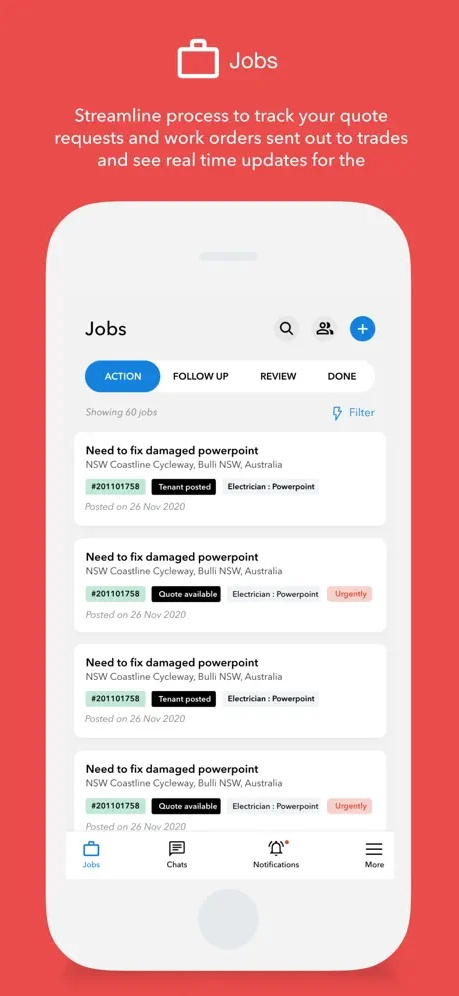 Jobs
Streamline process to track your quote
requests and work orders sent out to trades
and see real time updates for the
Jobs
ACTION FOLLOW UP REVIEW DONE
Showing 60 jobs Filter
Need to fix damaged powerpoint
NSW Coastline Cycleway, Bulli NSW, Australia
#201101758 Tenant posted Electrician : Powerpoint
Posted on 26 Nov 2020
Need to fix damaged powerpoint
NSW Coastline Cycleway, Bulli NSW, Australia
#201101758 Quote available Electrician : Powerpoint Urgently
Posted on 26 Nov 2020
Need to fix damaged powerpoint
NSW Coastline Cycleway, Bulli NSW, Australia
#201101758 Tenant posted Electrician : Powerpoint
Posted on 26 Nov 2020
Need to fix damaged powerpoint
NSW Coastline Cycleway, Bulli NSW, Australia
#201101758 Quote available Electrician : Powerpoint Urgently
Posted on 26 Nov 2020
Jobs Chats Notifications More